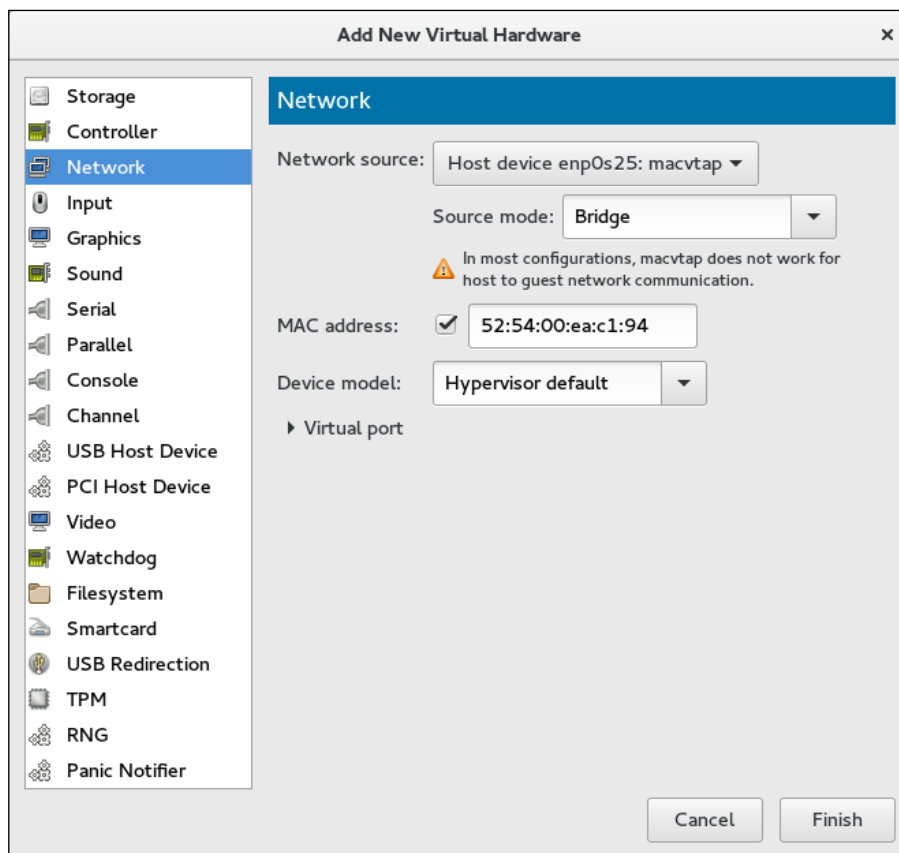 Add New Virtual Hardware
Storage
Controller
Network
Input
Graphics
Sound
Serial
Parallel
Console
Channel
USB Host Device
PCI Host Device
Video
Watchdog
Filesystem
Smartcard
USB Redirection
TPM
RNG
Panic Notifier
Network
Network source: Host device enp0s25: macvtap
Source mode: Bridge
In most configurations, macvtap does not work for
host to guest network communication.
MAC address: 52:54:00:ea:c1:94
Device model: Hypervisor default
Virtual port
Cancel Finish